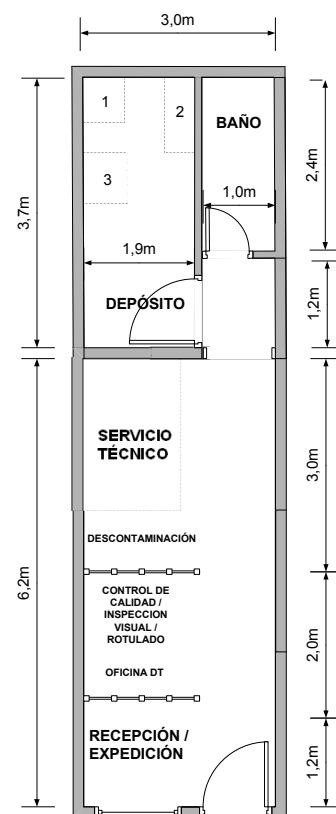 3,0m
1
2
BAÑO
3
3,7m
2,4m
1,0m
1,9m
DEPÓSITO
1,2m
SERVICIO
TÉCNICO
3,0m
DESCONTAMINACIÓN
CONTROL DE
CALIDAD /
INSPECCION
VISUAL /
ROTULADO
6,2m
2,0m
OFICINA DT
RECEPCIÓN /
EXPEDICIÓN
1,2m